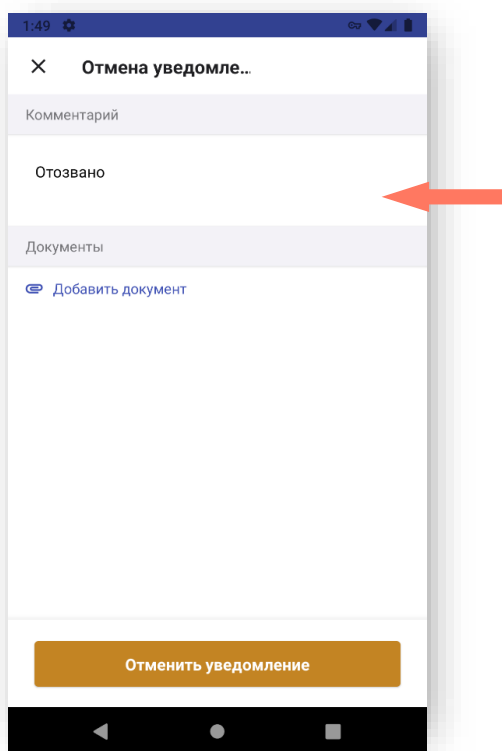 1:49
Отмена уведомле...
Комментарий
Отозвано
Документы
Добавить документ
Отменить уведомление